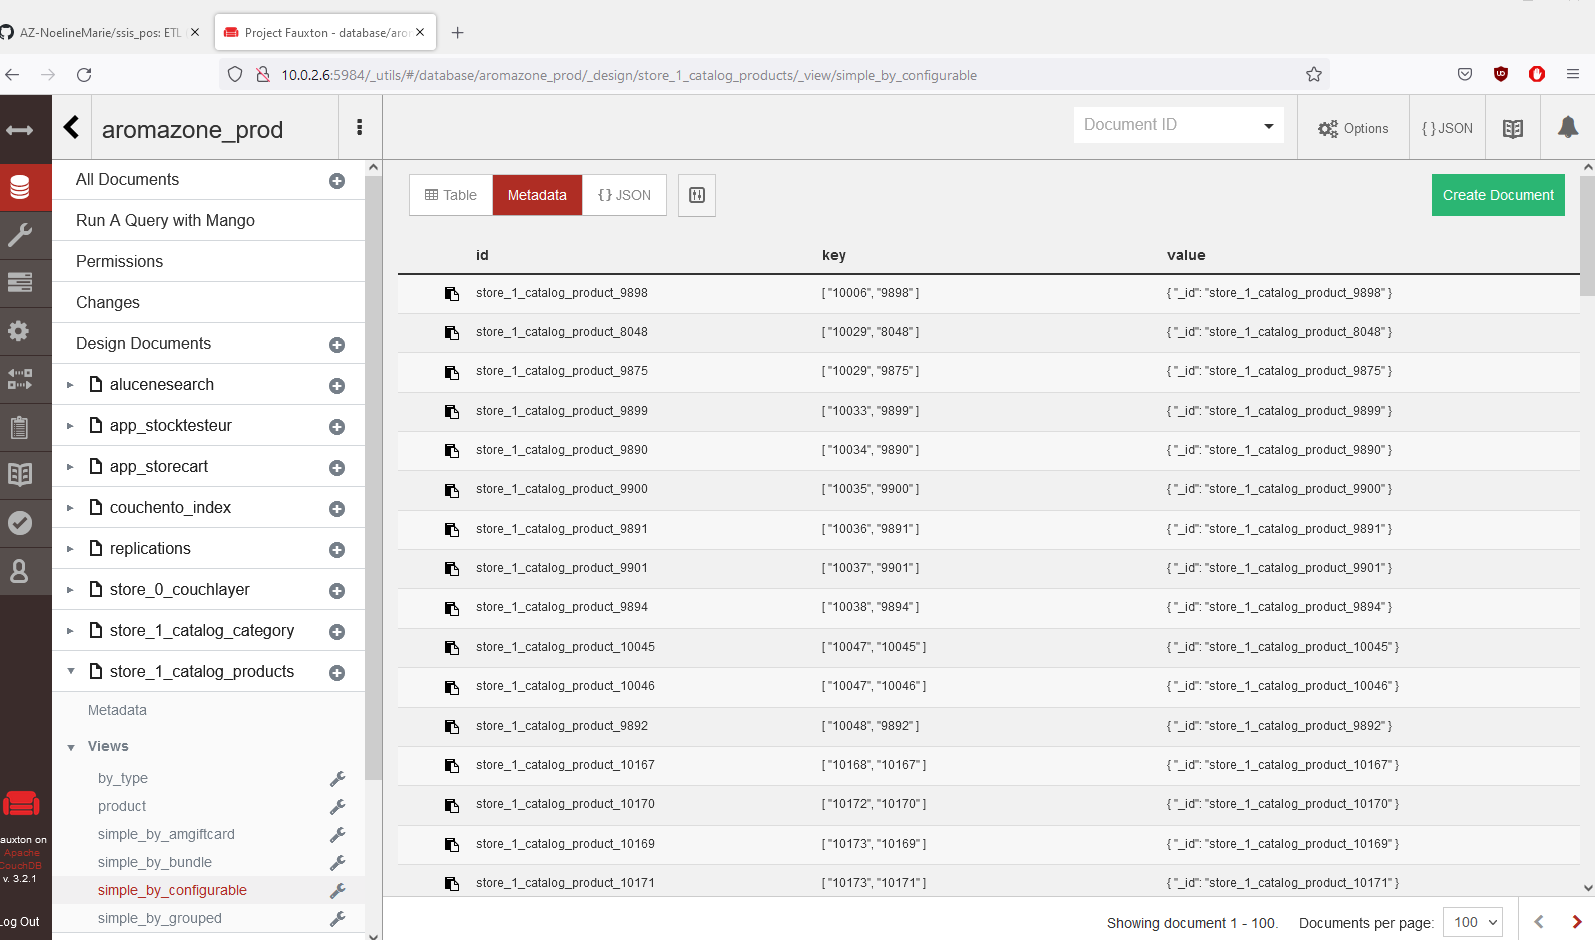 AZ-NoelineMarie/ssis_pos: ETL
Project Fauxton - database/aro
10.0.2.6:5984/_utils/#/database/aromazone_prod/_design/store_1_catalog_products/_view/simple_by_configurable
aromazone_prod
Document ID
Options
{ } JSON
All Documents
Run A Query with Mango
Permissions
Changes
Design Documents
alucenesearch
app_stocktesteur
app_storecart
couchento_index
replications
store_0_couchlayer
store_1_catalog_category
store_1_catalog_products
Metadata
Views
by_type
product
simple_by_amgiftcard
simple_by_bundle
simple_by_configurable
simple_by_grouped
auxton on
Apache
CouchDB
v. 3.2.1
Log Out
Table Metadata {} JSON
Create Document
id key value
store_1_catalog_product_9898 [ "10006", "9898" ] { "_id": "store_1_catalog_product_9898" }
store_1_catalog_product_8048 [ "10029", "8048" ] { "_id": "store_1_catalog_product_8048" }
store_1_catalog_product_9875 [ "10029", "9875" ] { "_id": "store_1_catalog_product_9875" }
store_1_catalog_product_9899 [ "10033", "9899" ] { "_id": "store_1_catalog_product_9899" }
store_1_catalog_product_9890 [ "10034", "9890" ] { "_id": "store_1_catalog_product_9890" }
store_1_catalog_product_9900 [ "10035", "9900" ] { "_id": "store_1_catalog_product_9900" }
store_1_catalog_product_9891 [ "10036", "9891" ] { "_id": "store_1_catalog_product_9891" }
store_1_catalog_product_9901 [ "10037", "9901" ] { "_id": "store_1_catalog_product_9901" }
store_1_catalog_product_9894 [ "10038", "9894" ] { "_id": "store_1_catalog_product_9894" }
store_1_catalog_product_10045 [ "10047", "10045" ] { "_id": "store_1_catalog_product_10045" }
store_1_catalog_product_10046 [ "10047", "10046" ] { "_id": "store_1_catalog_product_10046" }
store_1_catalog_product_9892 [ "10048", "9892" ] { "_id": "store_1_catalog_product_9892" }
store_1_catalog_product_10167 [ "10168", "10167" ] { "_id": "store_1_catalog_product_10167" }
store_1_catalog_product_10170 [ "10172", "10170" ] { "_id": "store_1_catalog_product_10170" }
store_1_catalog_product_10169 [ "10173", "10169" ] { "_id": "store_1_catalog_product_10169" }
store_1_catalog_product_10171 [ "10173", "10171" ] { "_id": "store_1_catalog_product_10171" }
Showing document 1 - 100. Documents per page: 100